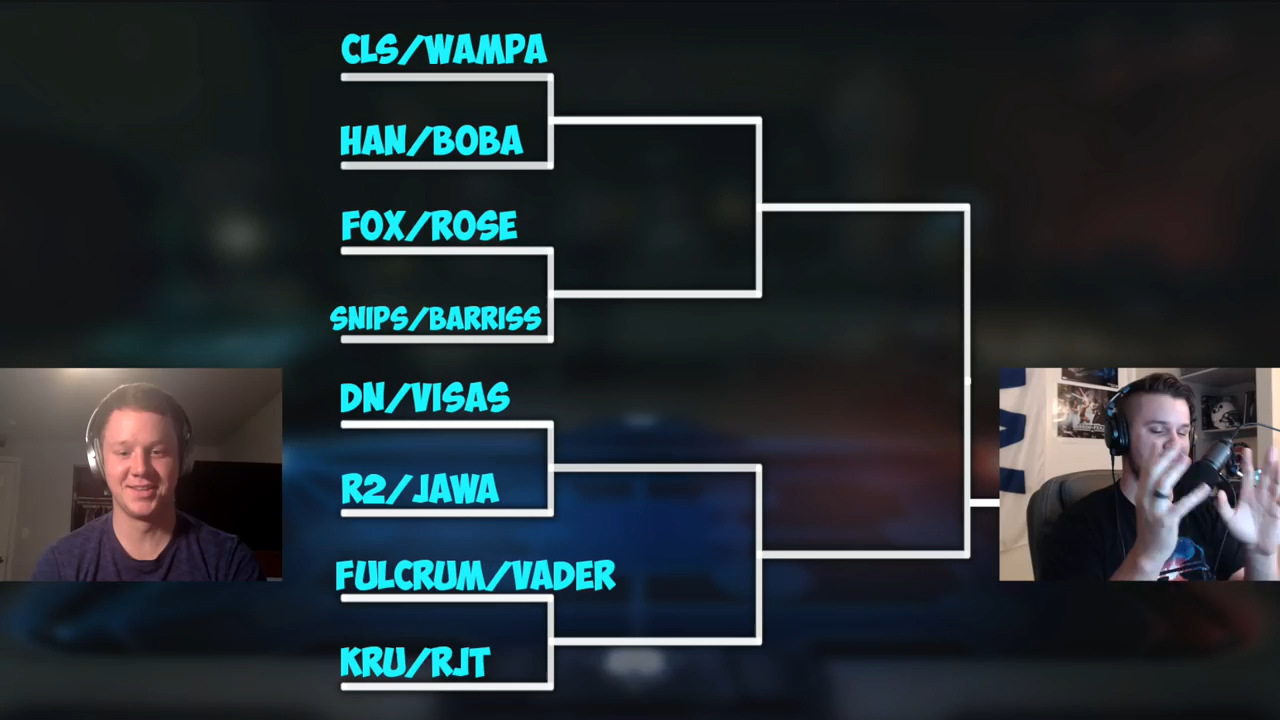 CLS/WAMPA
HAN/BOBA
FOX/ROSE
SNIPS/BARRISS
DN/VISAS
R2/JAWA
FULCRUM/VADER
KRU/RJT